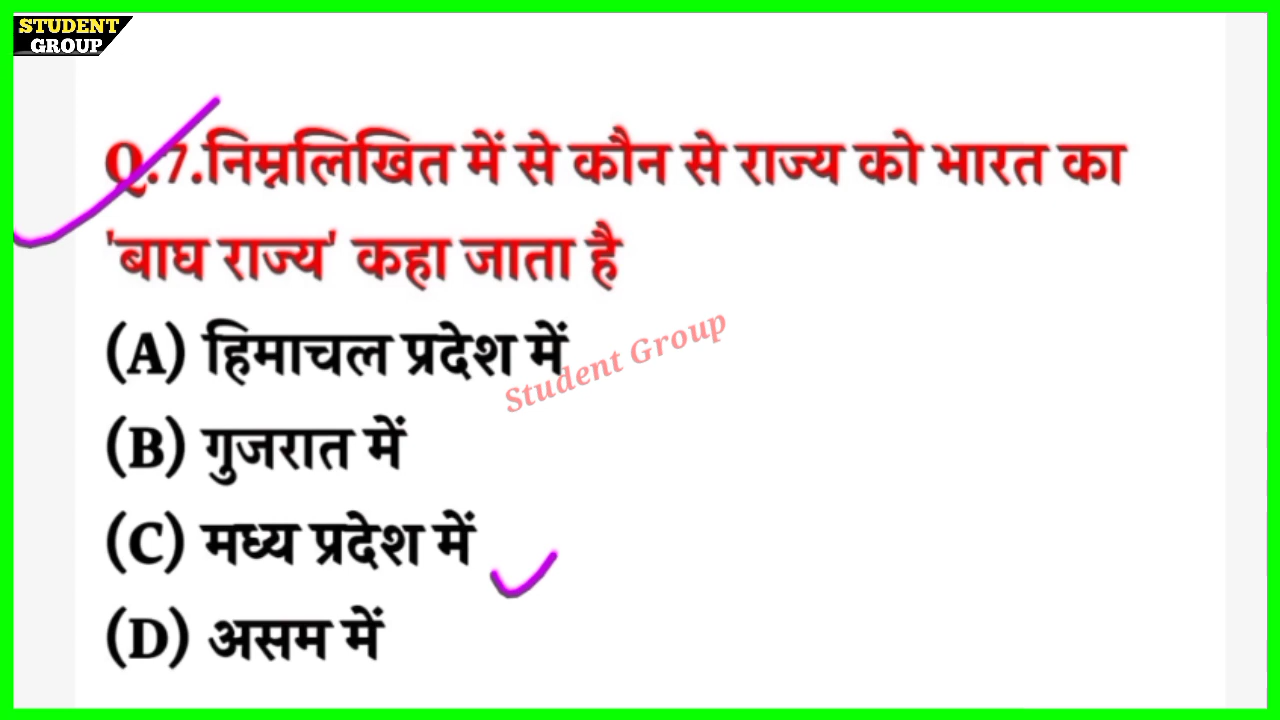 STUDENT
GROUP
Q.7.निम्नलिखित में से कौन से राज्य को भारत का
'बाघ राज्य' कहा जाता है
(A) हिमाचल प्रदेश में
Student Group
(B) गुजरात में
(C) मध्य प्रदेश में
(D) असम में